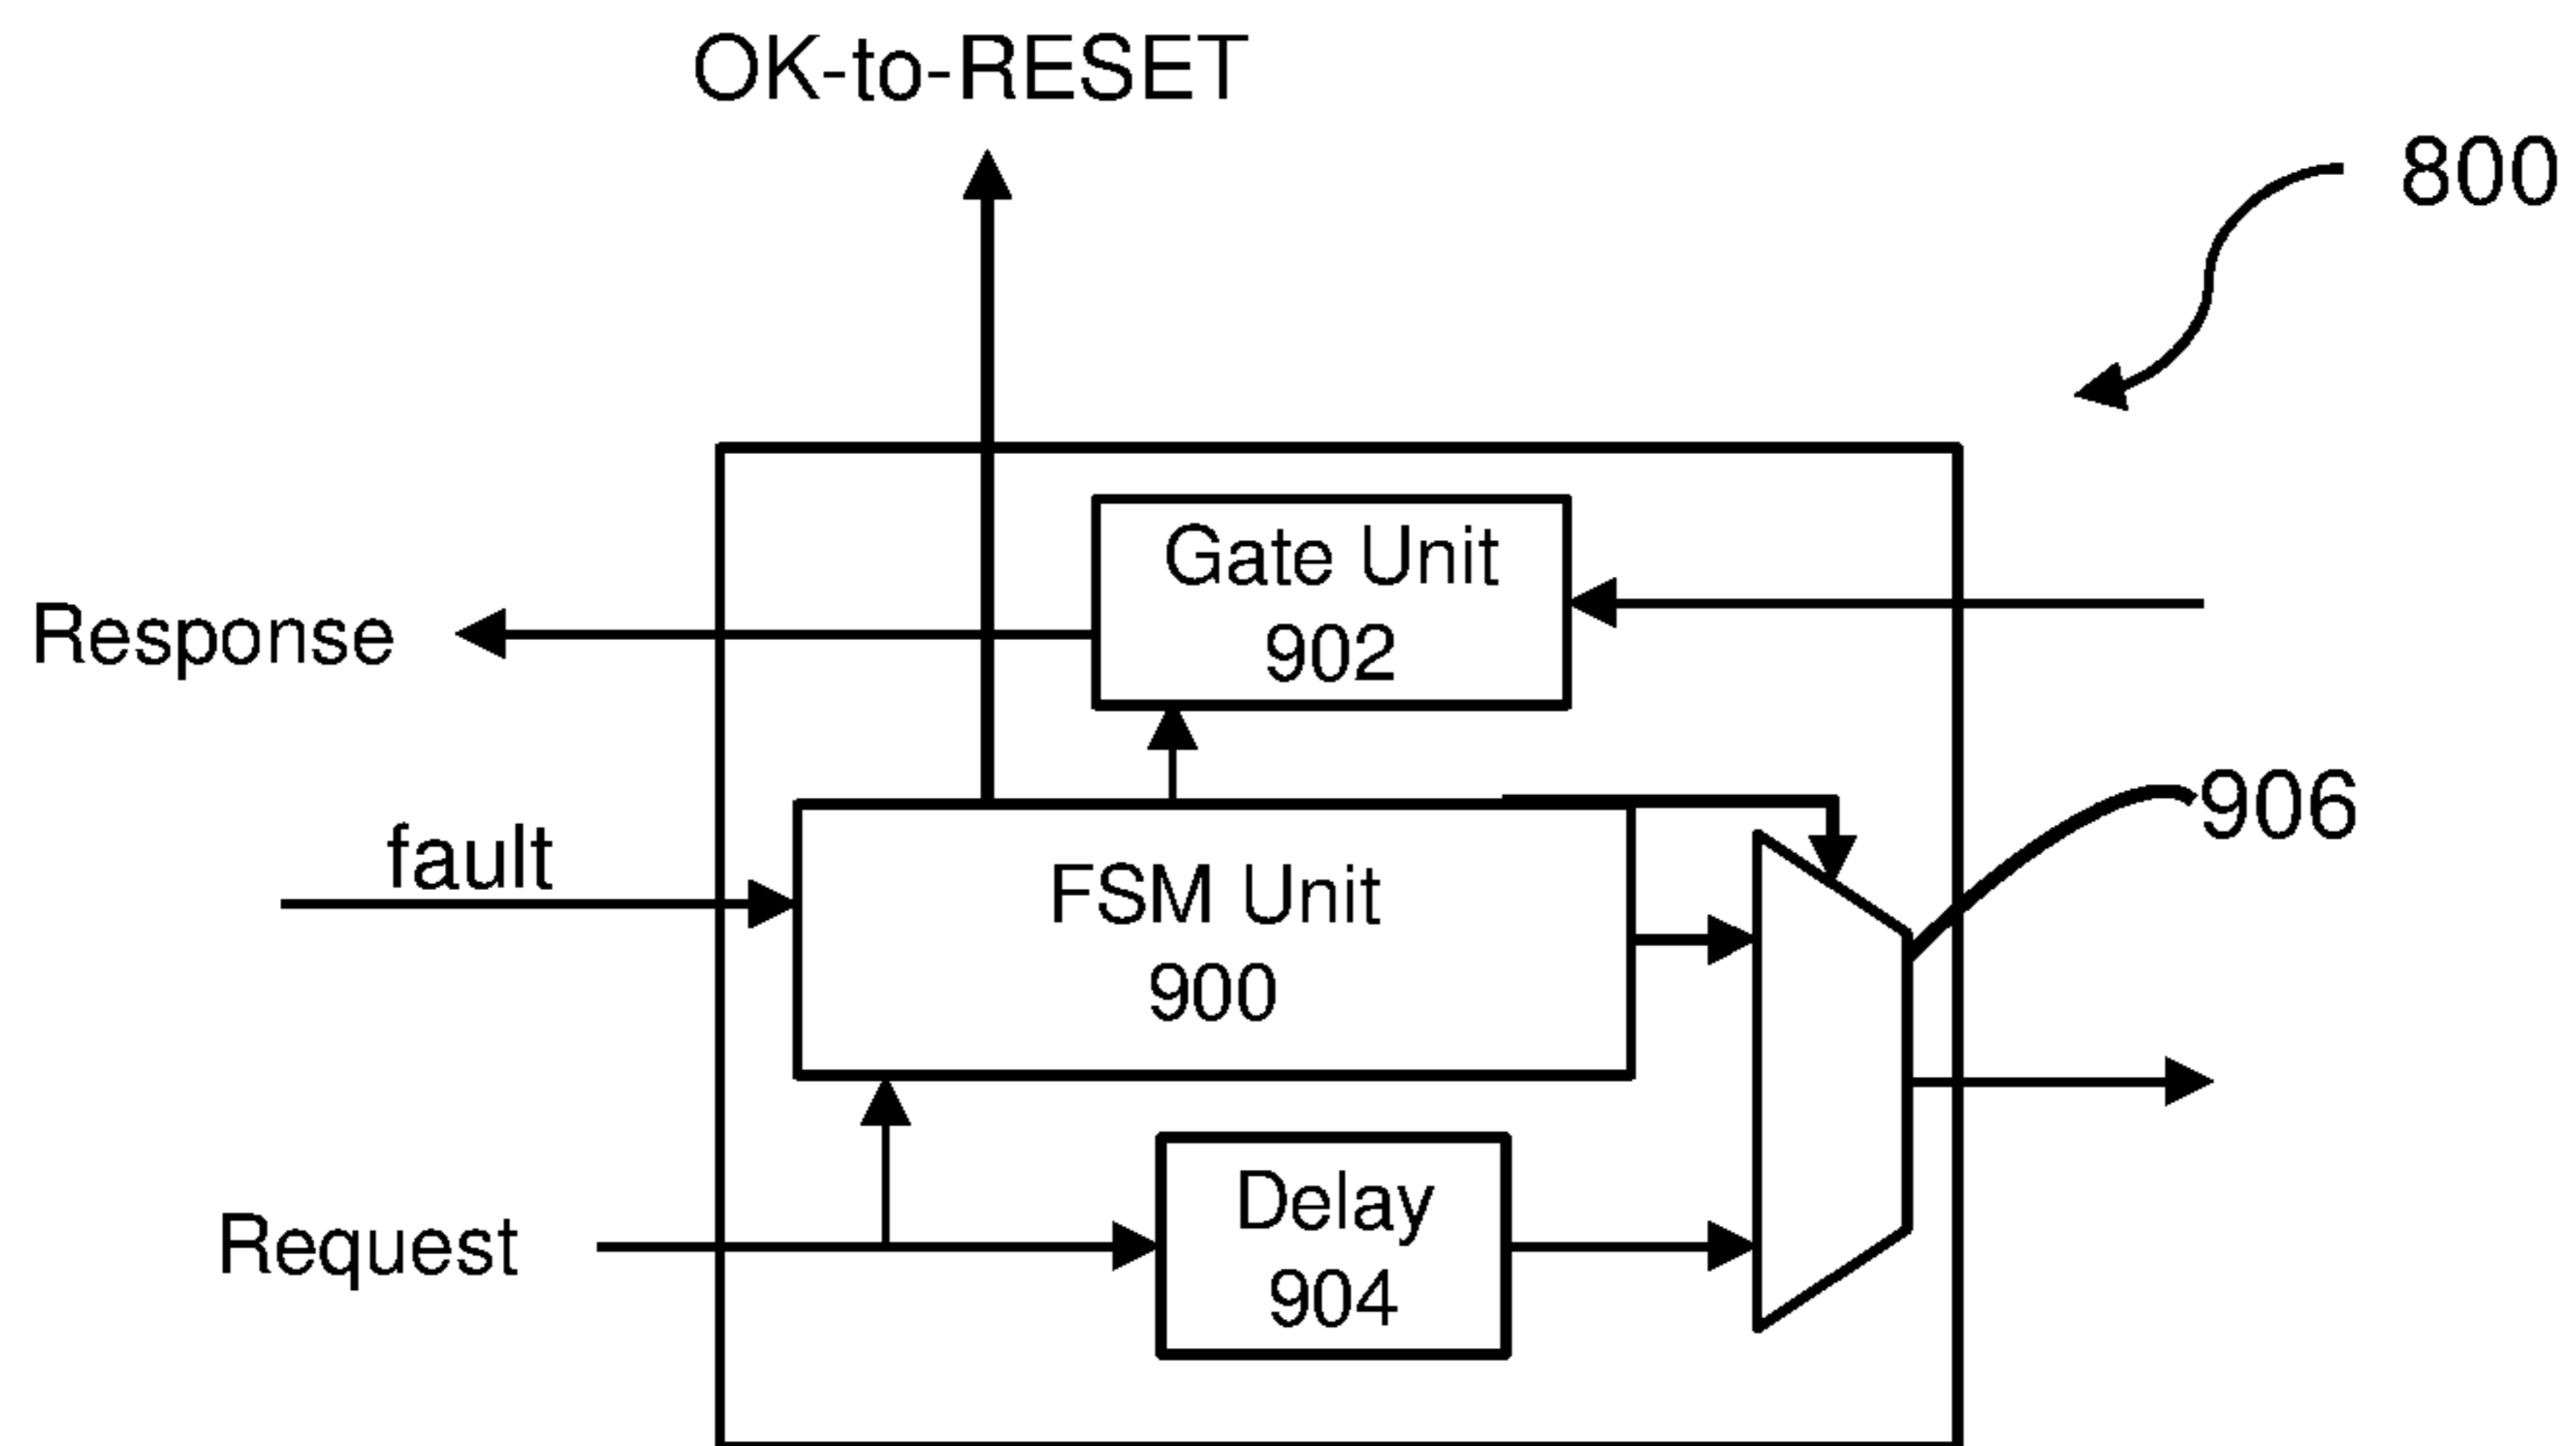 OK-to-RESET
800
Gate Unit
902
Response
906
fault
FSM Unit
900
Delay
904
Request